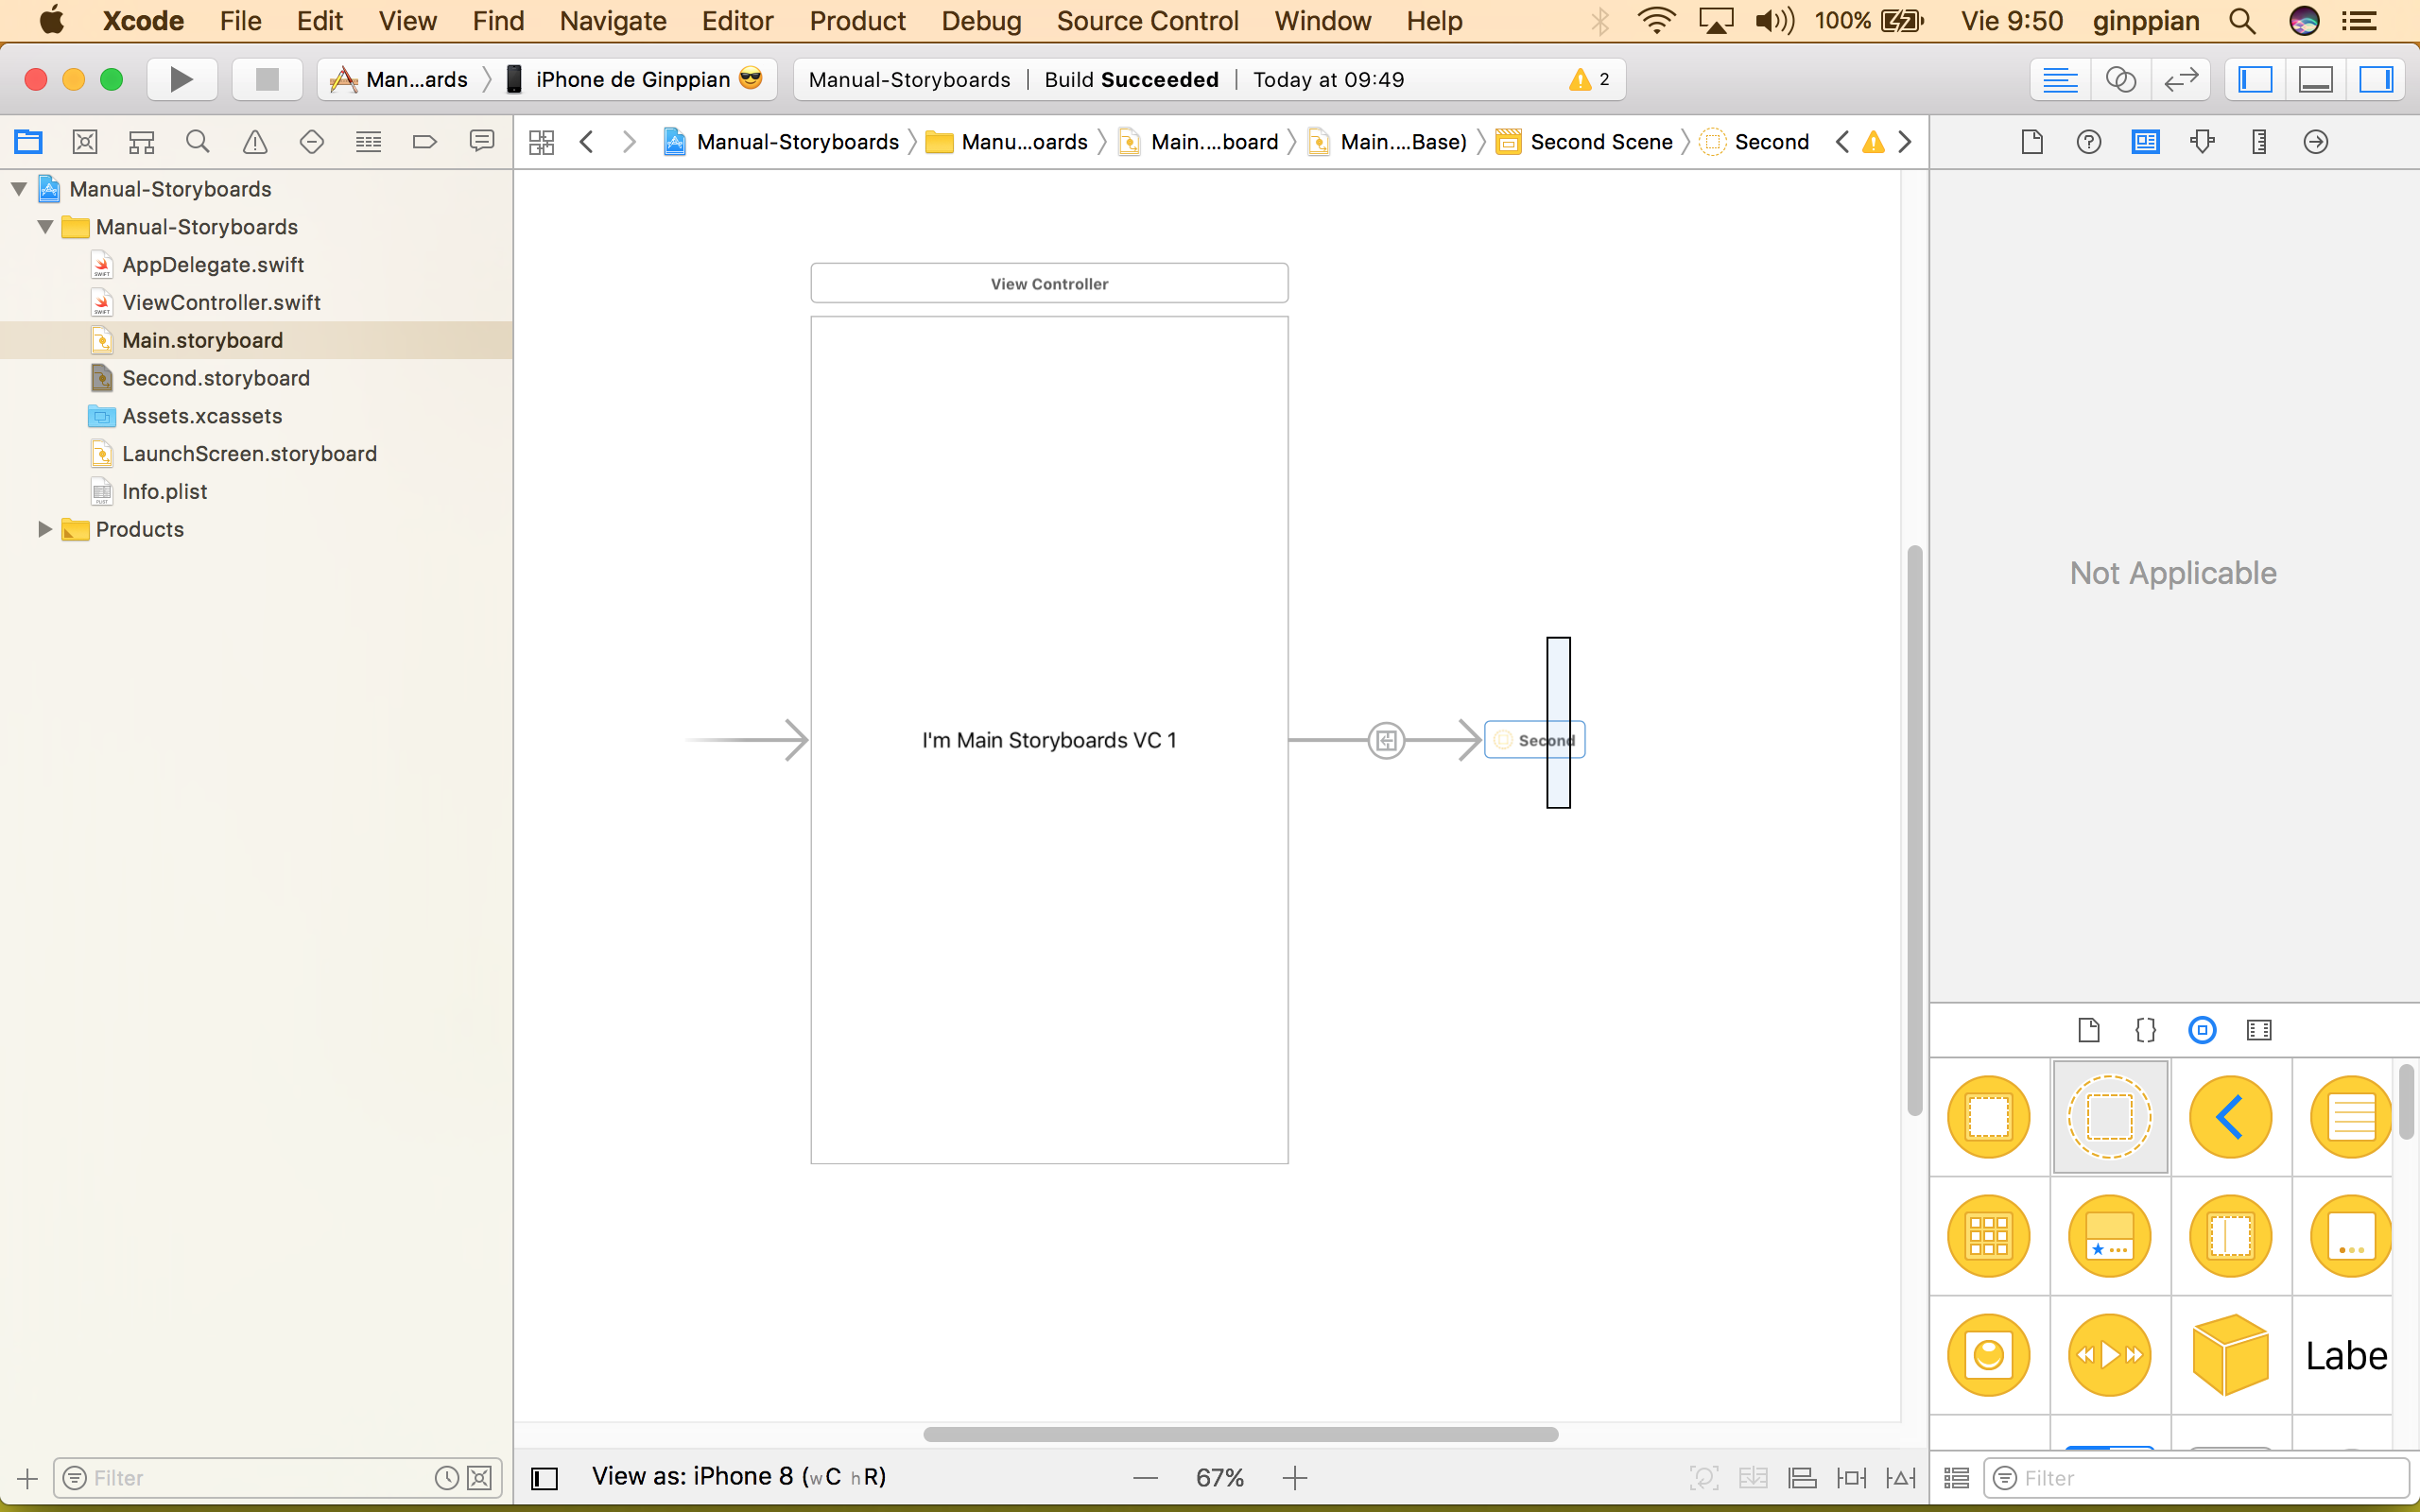 Xcode File Edit View Find Navigate Editor Product Debug Source Control Window Help 100% Vie 9:50 ginppian
Man...ards iPhone de Ginppian 😎 Manual-Storyboards | Build Succeeded | Today at 09:49 2
Manual-Storyboards Manu...oards Main....board Main....Base) Second Scene Second
Manual-Storyboards
Manual-Storyboards
AppDelegate.swift
ViewController.swift
Main.storyboard
Second.storyboard
Assets.xcassets
LaunchScreen.storyboard
Info.plist
Products
View Controller
I'm Main Storyboards VC 1
Second
Not Applicable
Labe
Filter
View as: iPhone 8 (wC hR)
67%
Filter